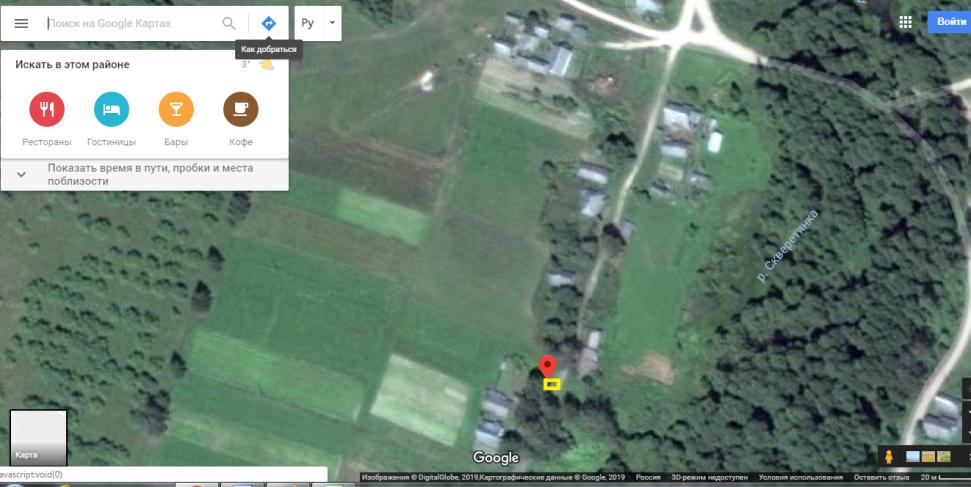 Поиск на Google Картах
Ру
Войти
Как добраться
Искать в этом районе
3°
Рестораны
Гостиницы
Бары
Кофе
Показать время в пути, пробки и места
поблизости
р. Скверетянка
Карта
Google
avascript:void(0)
Изображения © DigitalGlobe, 2019,Картографические данные © Google, 2019 Россия 3D-режим недоступен Условия использования Оставить отзыв 20 м